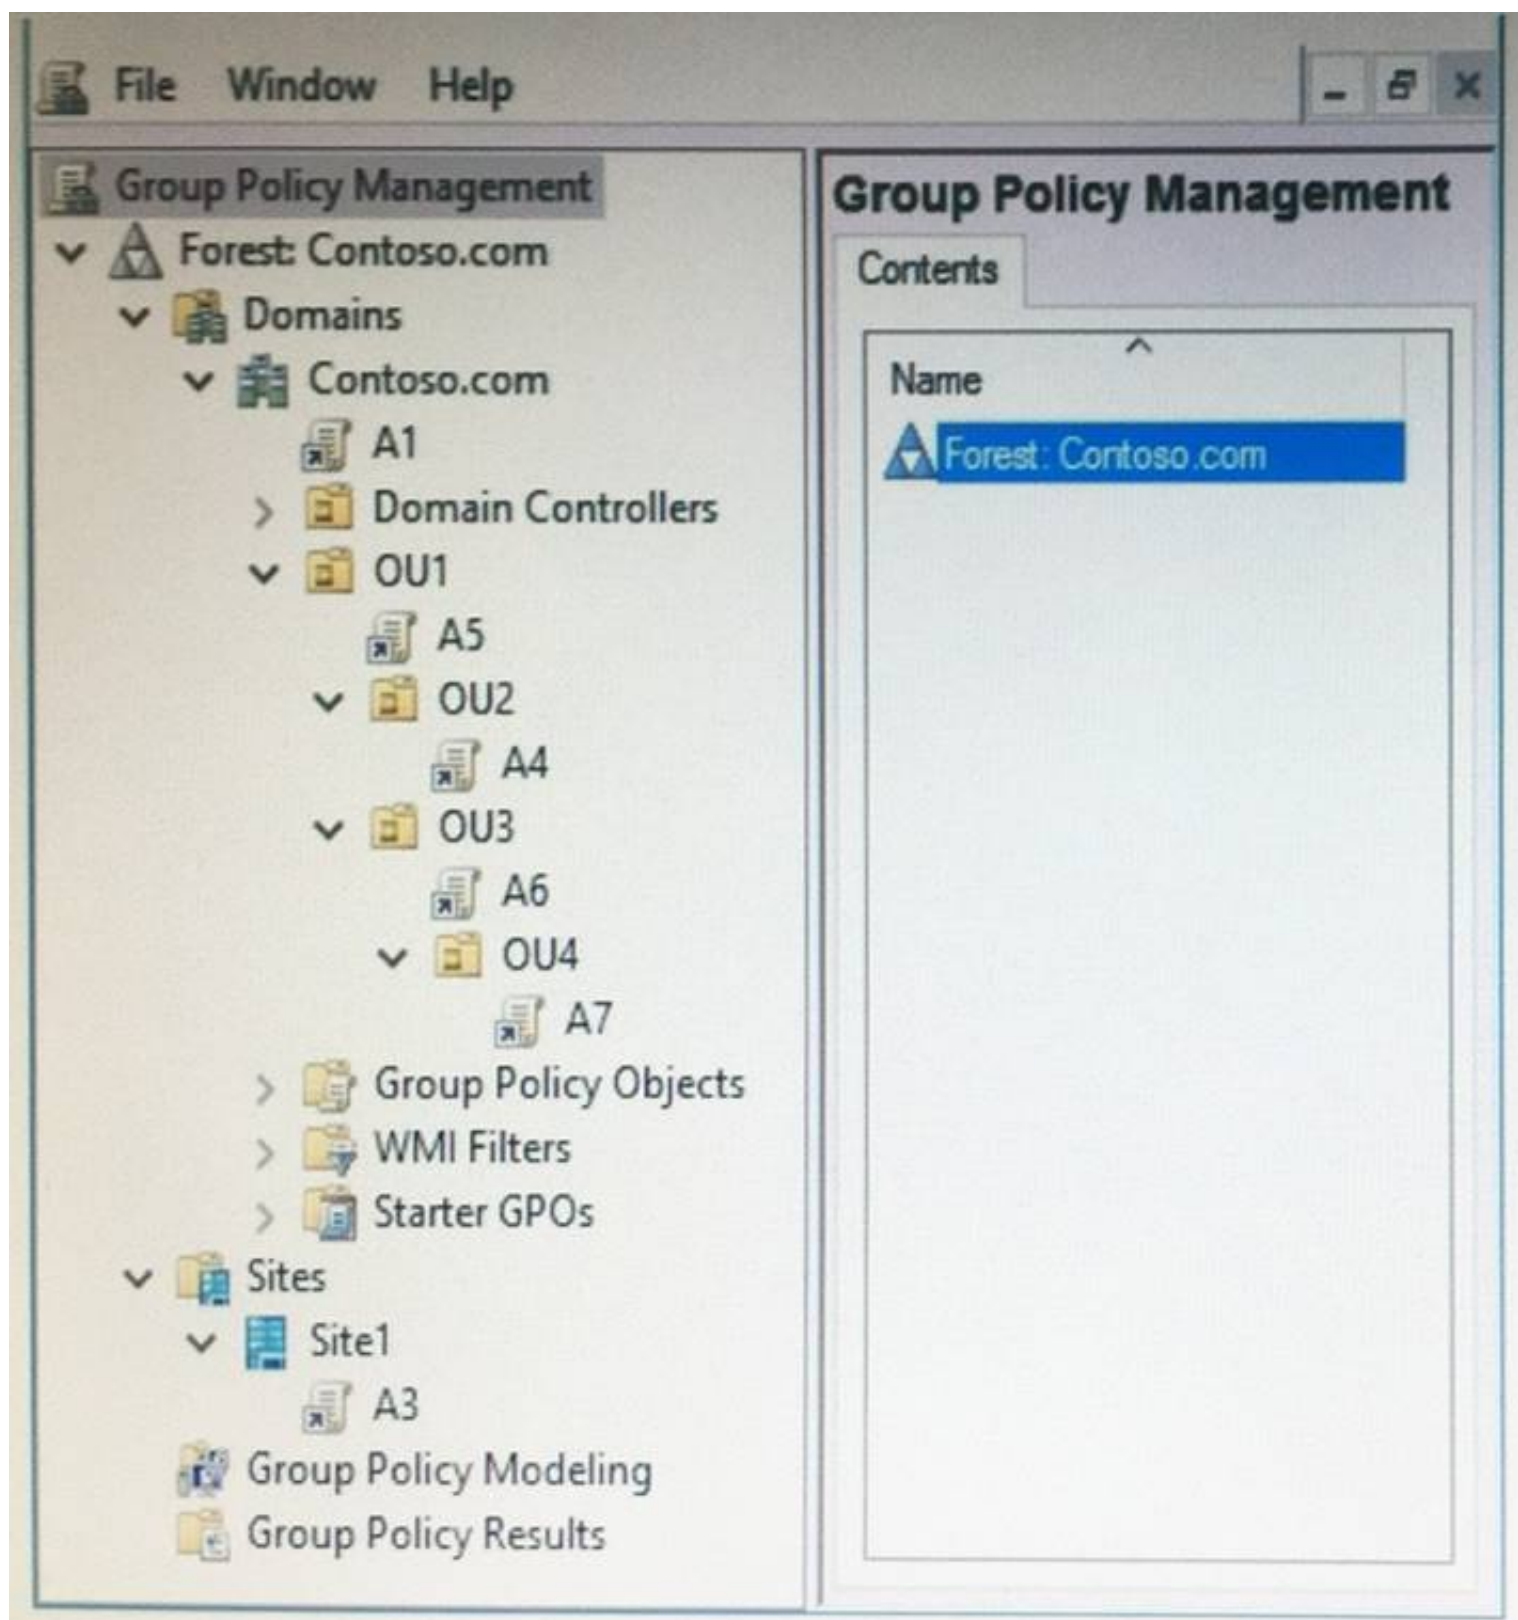 File Window Help
Group Policy Management
Forest: Contoso.com
Domains
Contoso.com
A1
Domain Controllers
OU1
A5
OU2
A4
OU3
A6
OU4
A7
Group Policy Objects
WMI Filters
Starter GPOs
Sites
Site1
A3
Group Policy Modeling
Group Policy Results
Group Policy Management
Contents
Name
Forest: Contoso.com